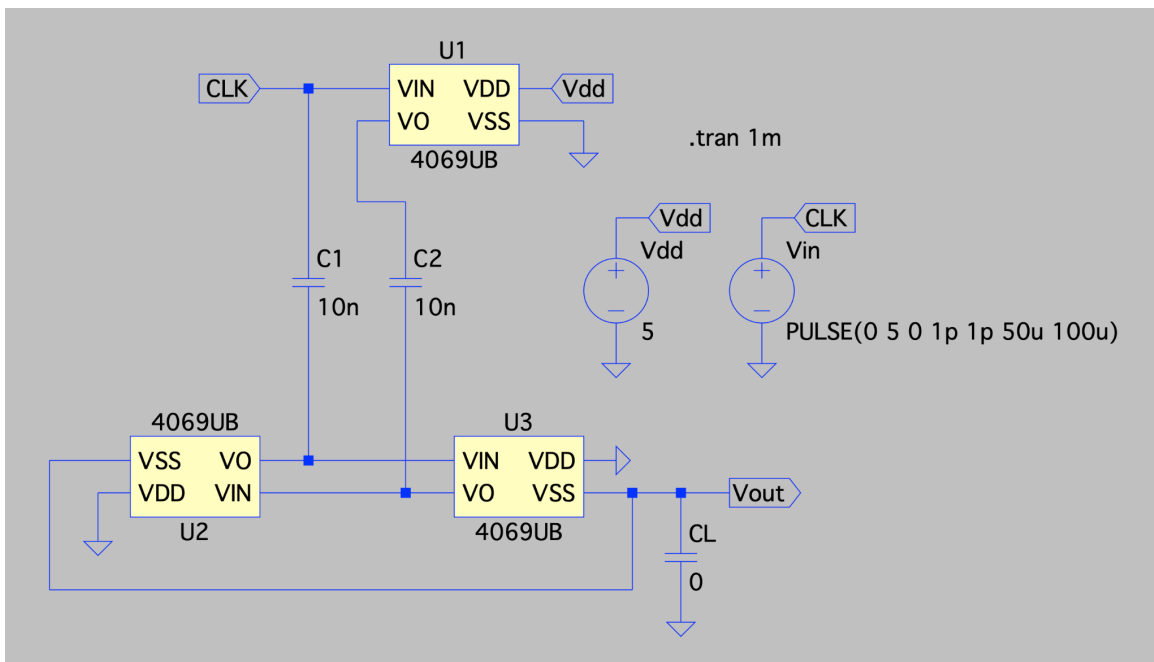 U1
CLK
VIN VDD
Vdd
VO VSS
4069UB
.tran 1m
Vdd
CLK
Vdd
Vin
C1
C2
10n
10n
5
PULSE(0 5 0 1p 1p 50u 100u)
4069UB
U3
VSS VO
VIN VDD
VDD VIN
VO VSS
Vout
U2
4069UB
CL
0